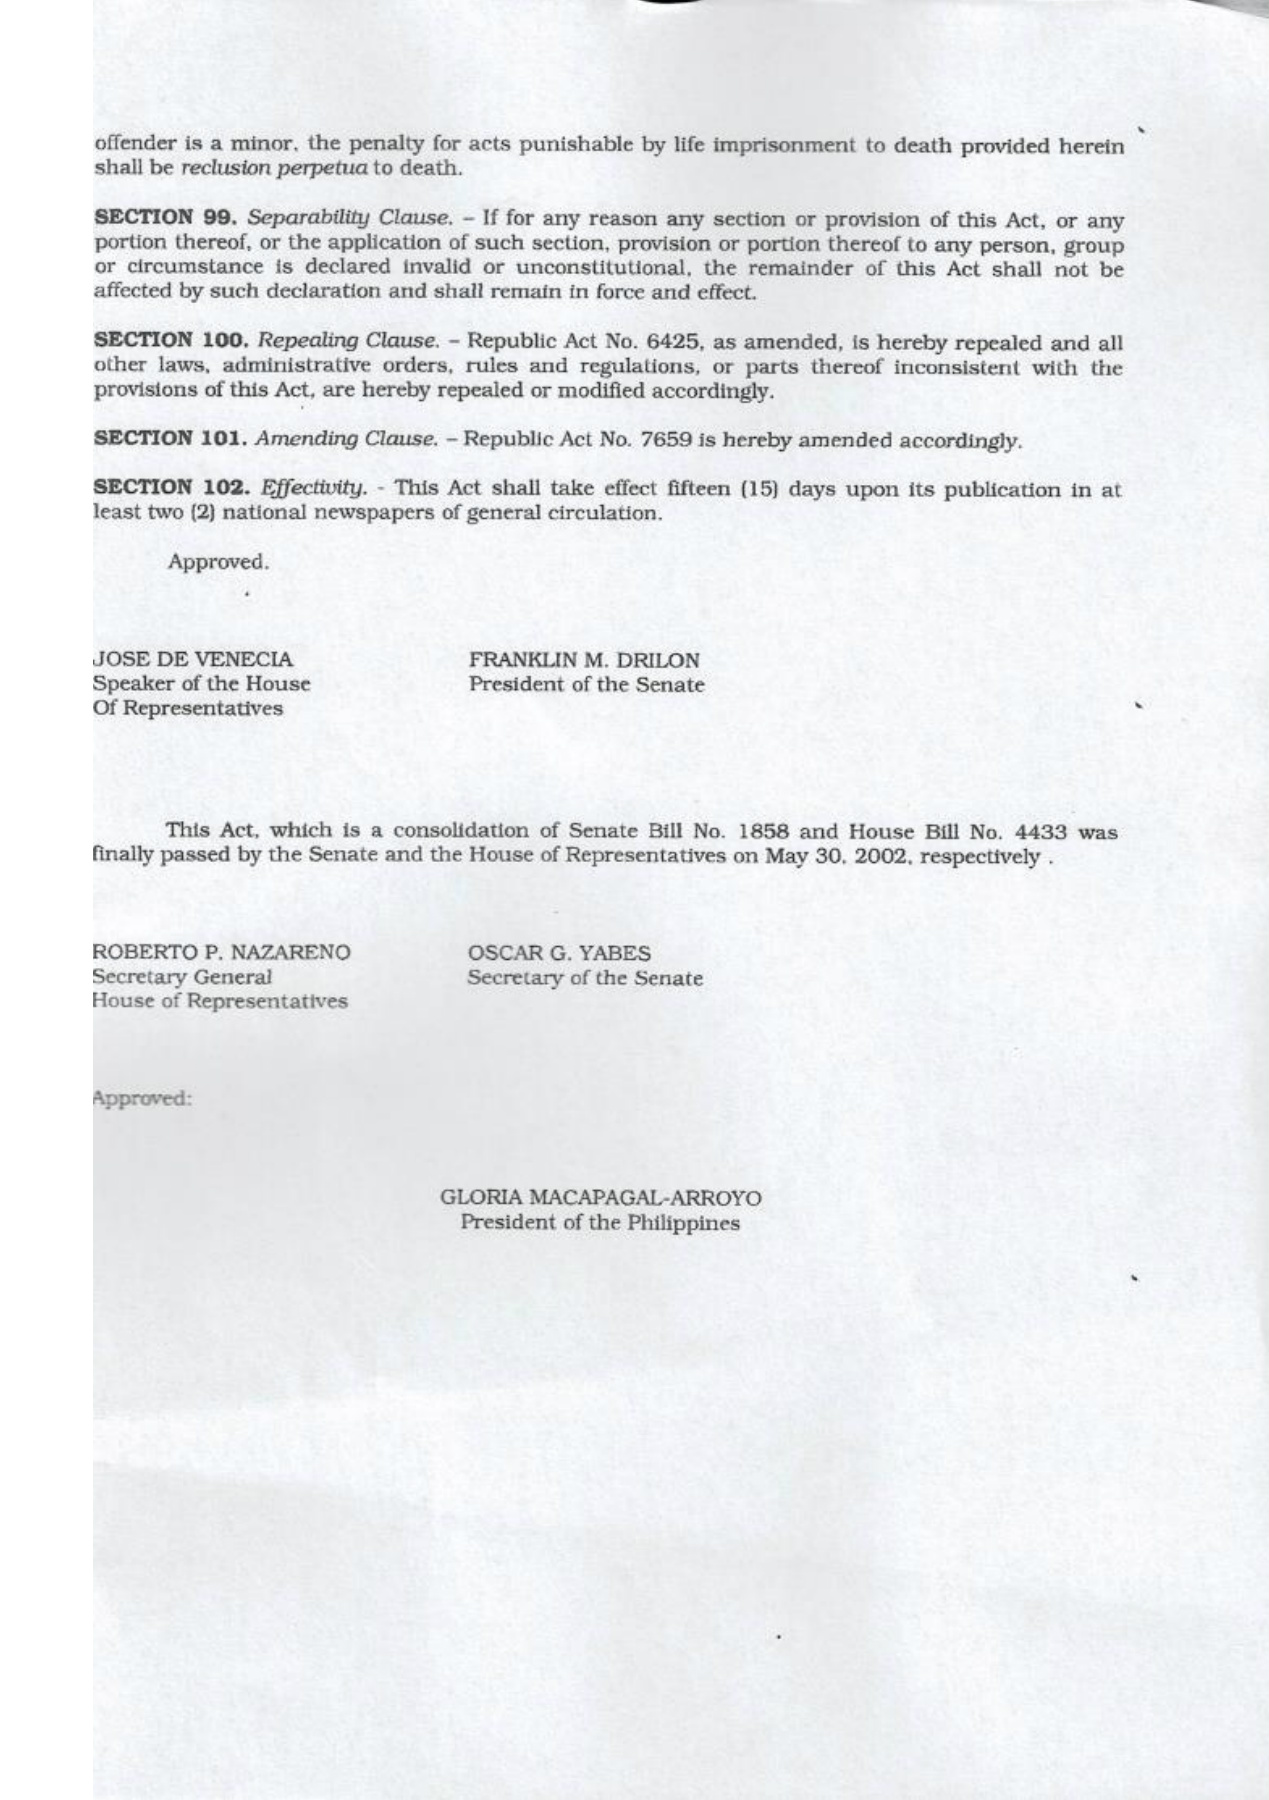 offender is a minor, the penalty for acts punishable by life imprisonment to death provided herein
shall be reclusion perpetua to death.
SECTION 99. Separability Clause. – If for any reason any section or provision of this Act, or any
portion thereof, or the application of such section, provision or portion thereof to any person, group
or circumstance is declared invalid or unconstitutional, the remainder of this Act shall not be
affected by such declaration and shall remain in force and effect.
SECTION 100. Repealing Clause. – Republic Act No. 6425, as amended, is hereby repealed and all
other laws, administrative orders, rules and regulations, or parts thereof inconsistent with the
provisions of this Act, are hereby repealed or modified accordingly.
SECTION 101. Amending Clause. – Republic Act No. 7659 is hereby amended accordingly.
SECTION 102. Effectivity. - This Act shall take effect fifteen (15) days upon its publication in at
least two (2) national newspapers of general circulation.
Approved.
JOSE DE VENECIA
Speaker of the House
Of Representatives
FRANKLIN M. DRILON
President of the Senate
This Act, which is a consolidation of Senate Bill No. 1858 and House Bill No. 4433 was
finally passed by the Senate and the House of Representatives on May 30, 2002, respectively .
ROBERTO P. NAZARENO
Secretary General
House of Representatives
OSCAR G. YABES
Secretary of the Senate
Approved:
GLORIA MACAPAGAL-ARROYO
President of the Philippines